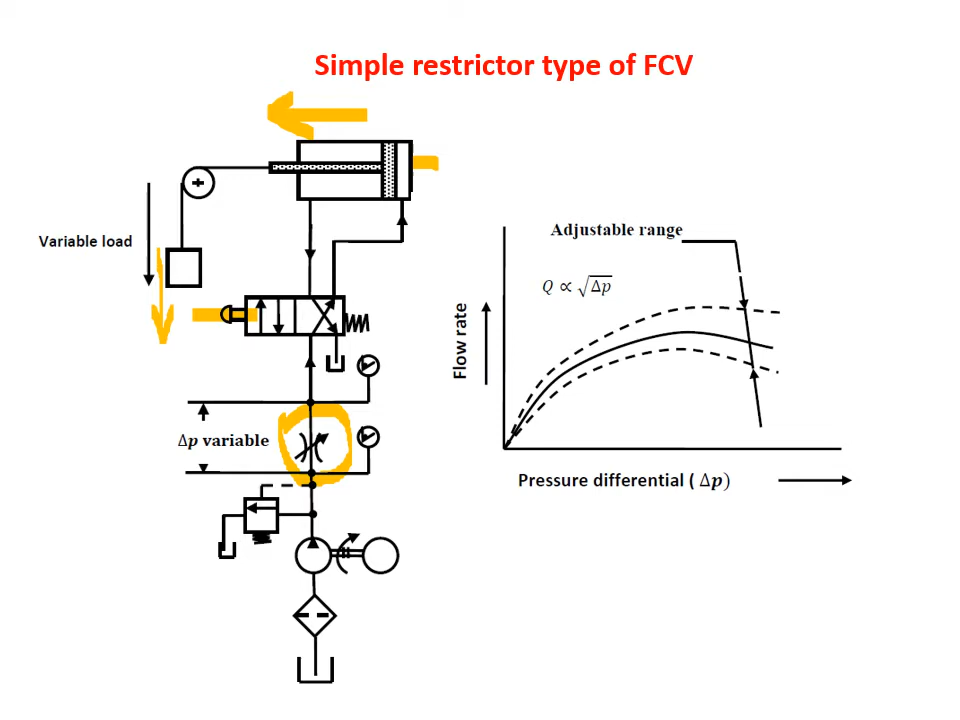 Simple restrictor type of FCV
Variable load
Δp variable
Adjustable range
Q ∝ √Δp
Flow rate
Pressure differential ( Δp)